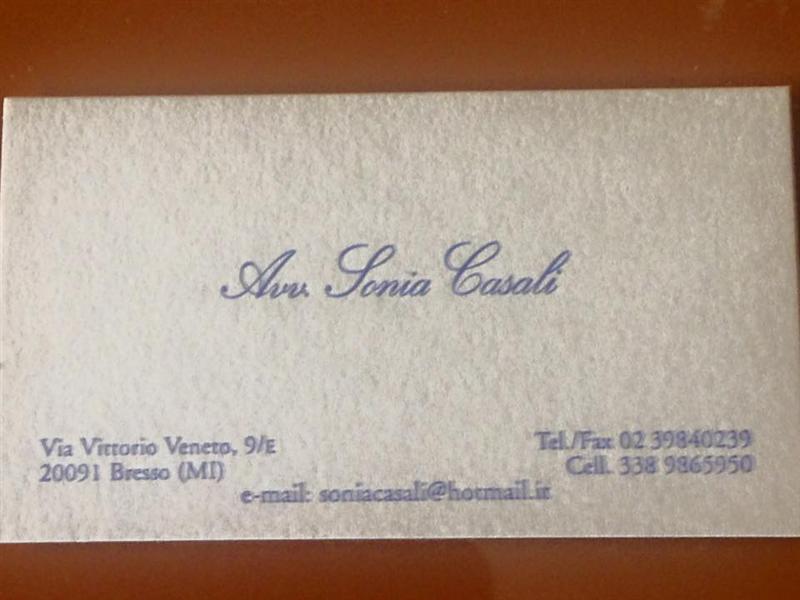 Avv. Sonia Casali
Via Vittorio Veneto, 9/E
20091 Bresso (MI)
Tel./Fax 02 39840239
Cell. 338 9865950
e-mail: soniacasali@hotmail.it